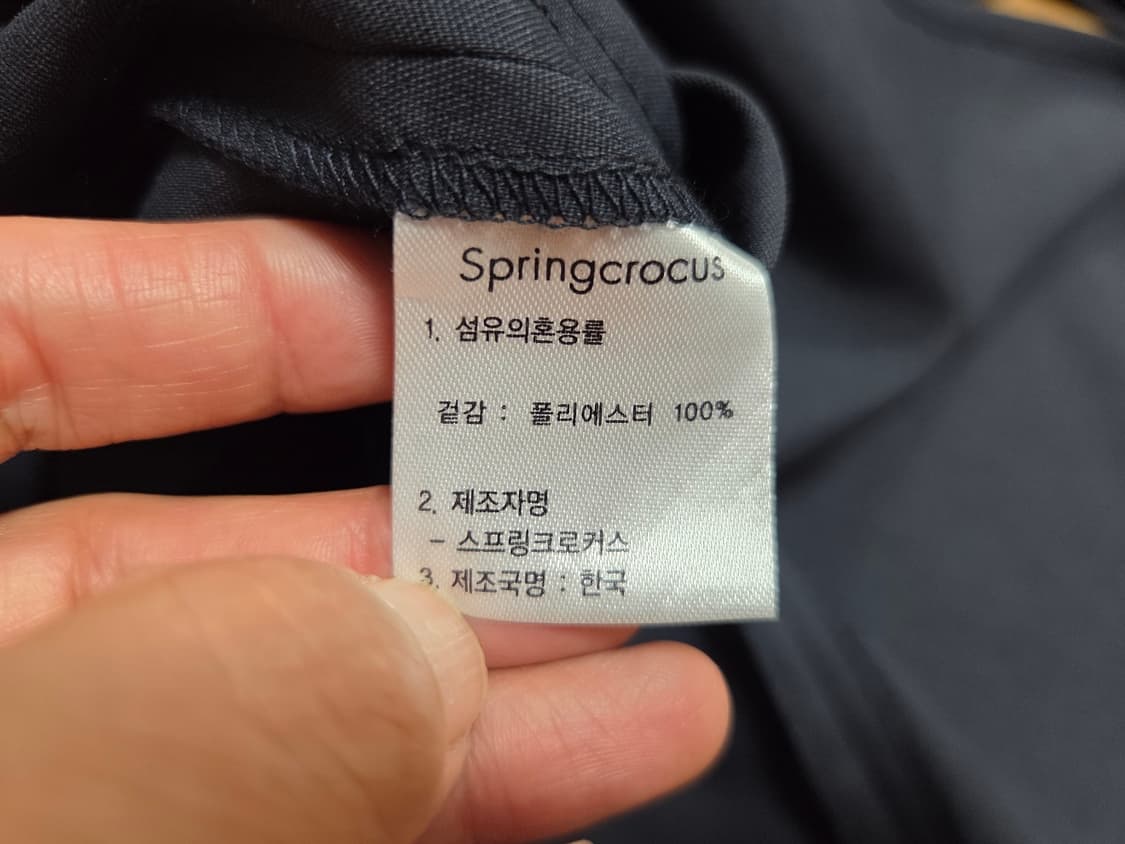 Springcrocus
1. 섬유의혼용률
겉감 : 폴리에스터 100%
2. 제조자명
- 스프링크로커스
3. 제조국명 : 한국